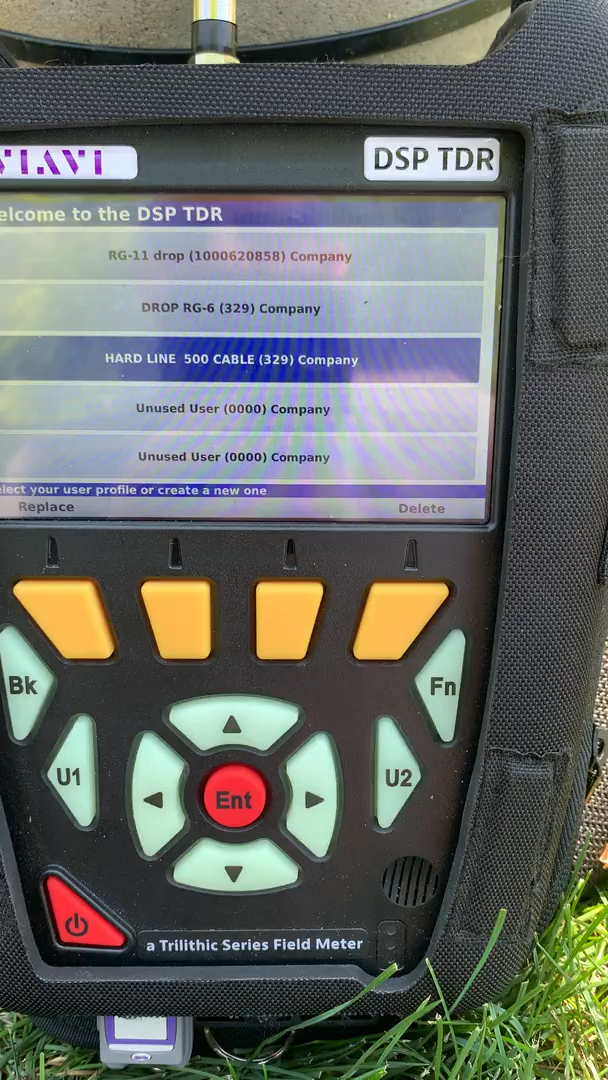 VIAVI
DSP TDR
elcome to the DSP TDR
RG-11 drop (1000620858) Company
DROP RG-6 (329) Company
HARD LINE 500 CABLE (329) Company
Unused User (0000) Company
Unused User (0000) Company
elect your user profile or create a new one
Replace
Delete
Bk
Fn
U1
U2
Ent
a Trilithic Series Field Meter